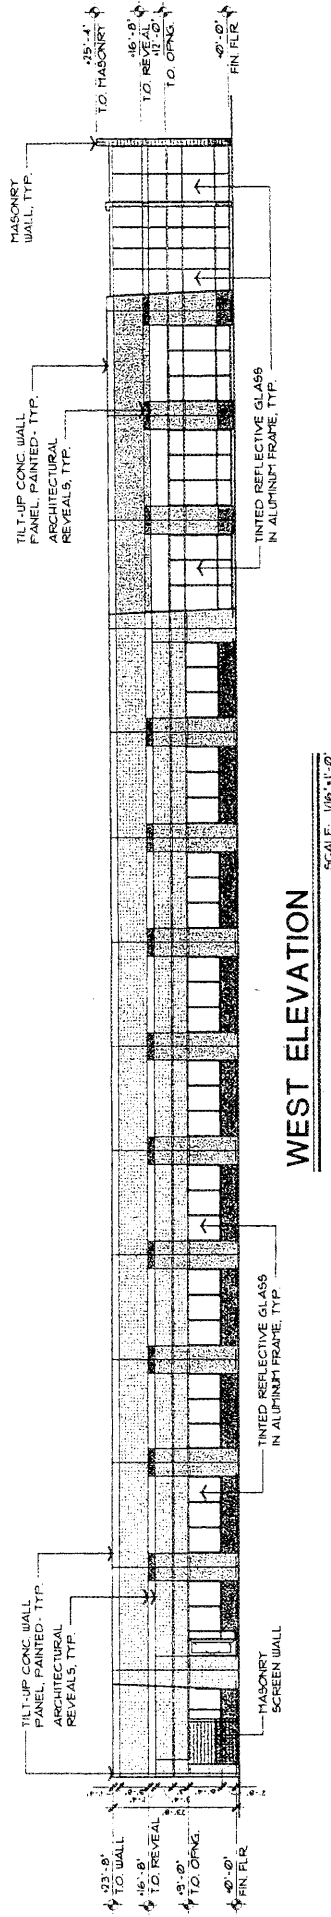 +23'-8"
T.O. WALL
+16'-8"
T.O. REVEAL
+9'-0"
T.O. OPNG.
+0'-0"
FIN. FLR.
TILT-UP CONC. WALL
PANEL, PAINTED - TYP.
ARCHITECTURAL
REVEALS, TYP.
MASONRY
SCREEN WALL
TINTED REFLECTIVE GLASS
IN ALUMINUM FRAME, TYP.
WEST ELEVATION
SCALE: 1/16"=1'-0"
TILT-UP CONC. WALL
PANEL, PAINTED - TYP.
ARCHITECTURAL
REVEALS, TYP.
TINTED REFLECTIVE GLASS
IN ALUMINUM FRAME, TYP.
MASONRY
WALL, TYP.
+25'-4"
T.O. MASONRY
+16'-8"
T.O. REVEAL
+12'-0"
T.O. OPNG.
+0'-0"
FIN. FLR.